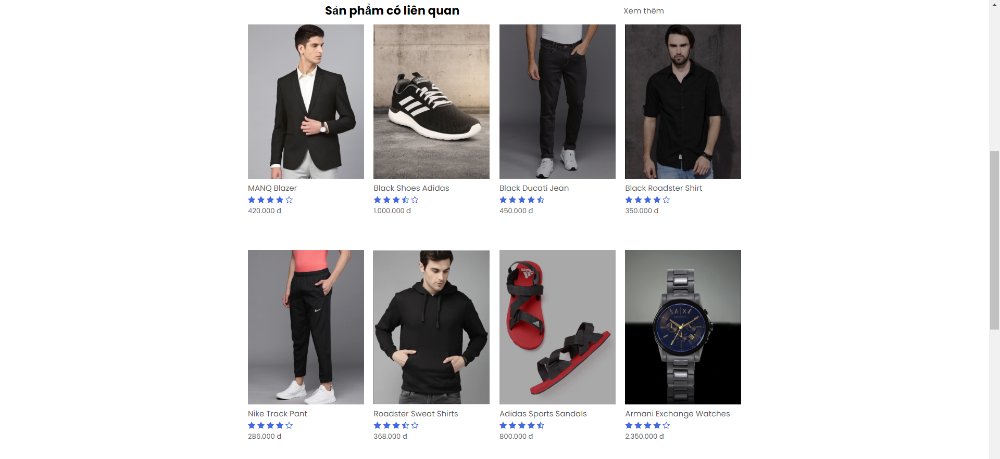 Sản phẩm có liên quan
Xem thêm
MANQ Blazer
Black Shoes Adidas
Black Ducati Jean
Black Roadster Shirt
420.000 đ
1.000.000 đ
450.000 đ
350.000 đ
adidas
A|X
Nike Track Pant
Roadster Sweat Shirts
Adidas Sports Sandals
Armani Exchange Watches
286.000 đ
368.000 đ
800.000 đ
2.350.000 đ